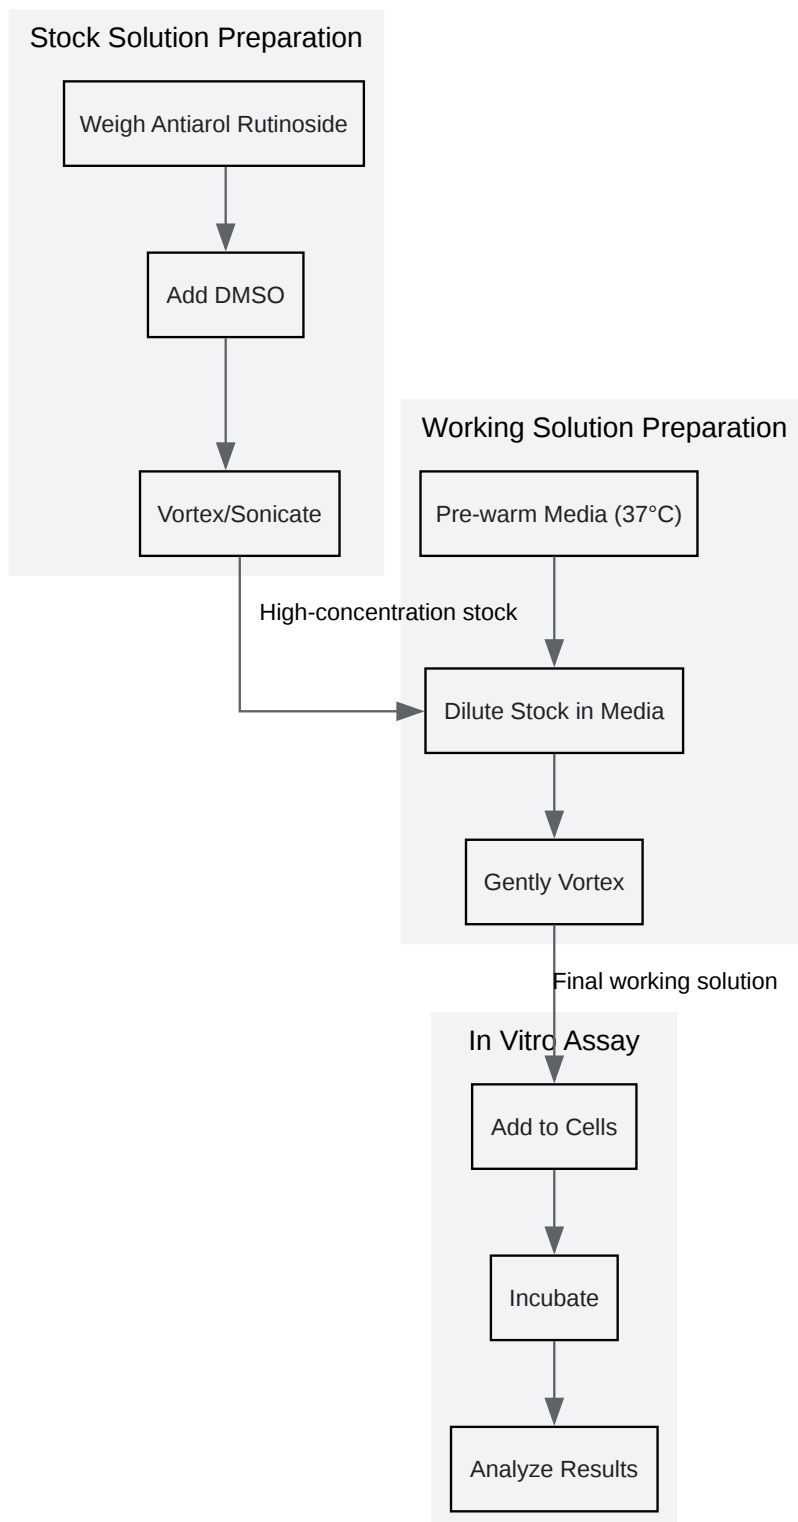 Stock Solution Preparation
Weigh Antiarol Rutinoside
Add DMSO
Vortex/Sonicate
High-concentration stock
Working Solution Preparation
Pre-warm Media (37°C)
Dilute Stock in Media
Gently Vortex
Final working solution
In Vitro Assay
Add to Cells
Incubate
Analyze Results